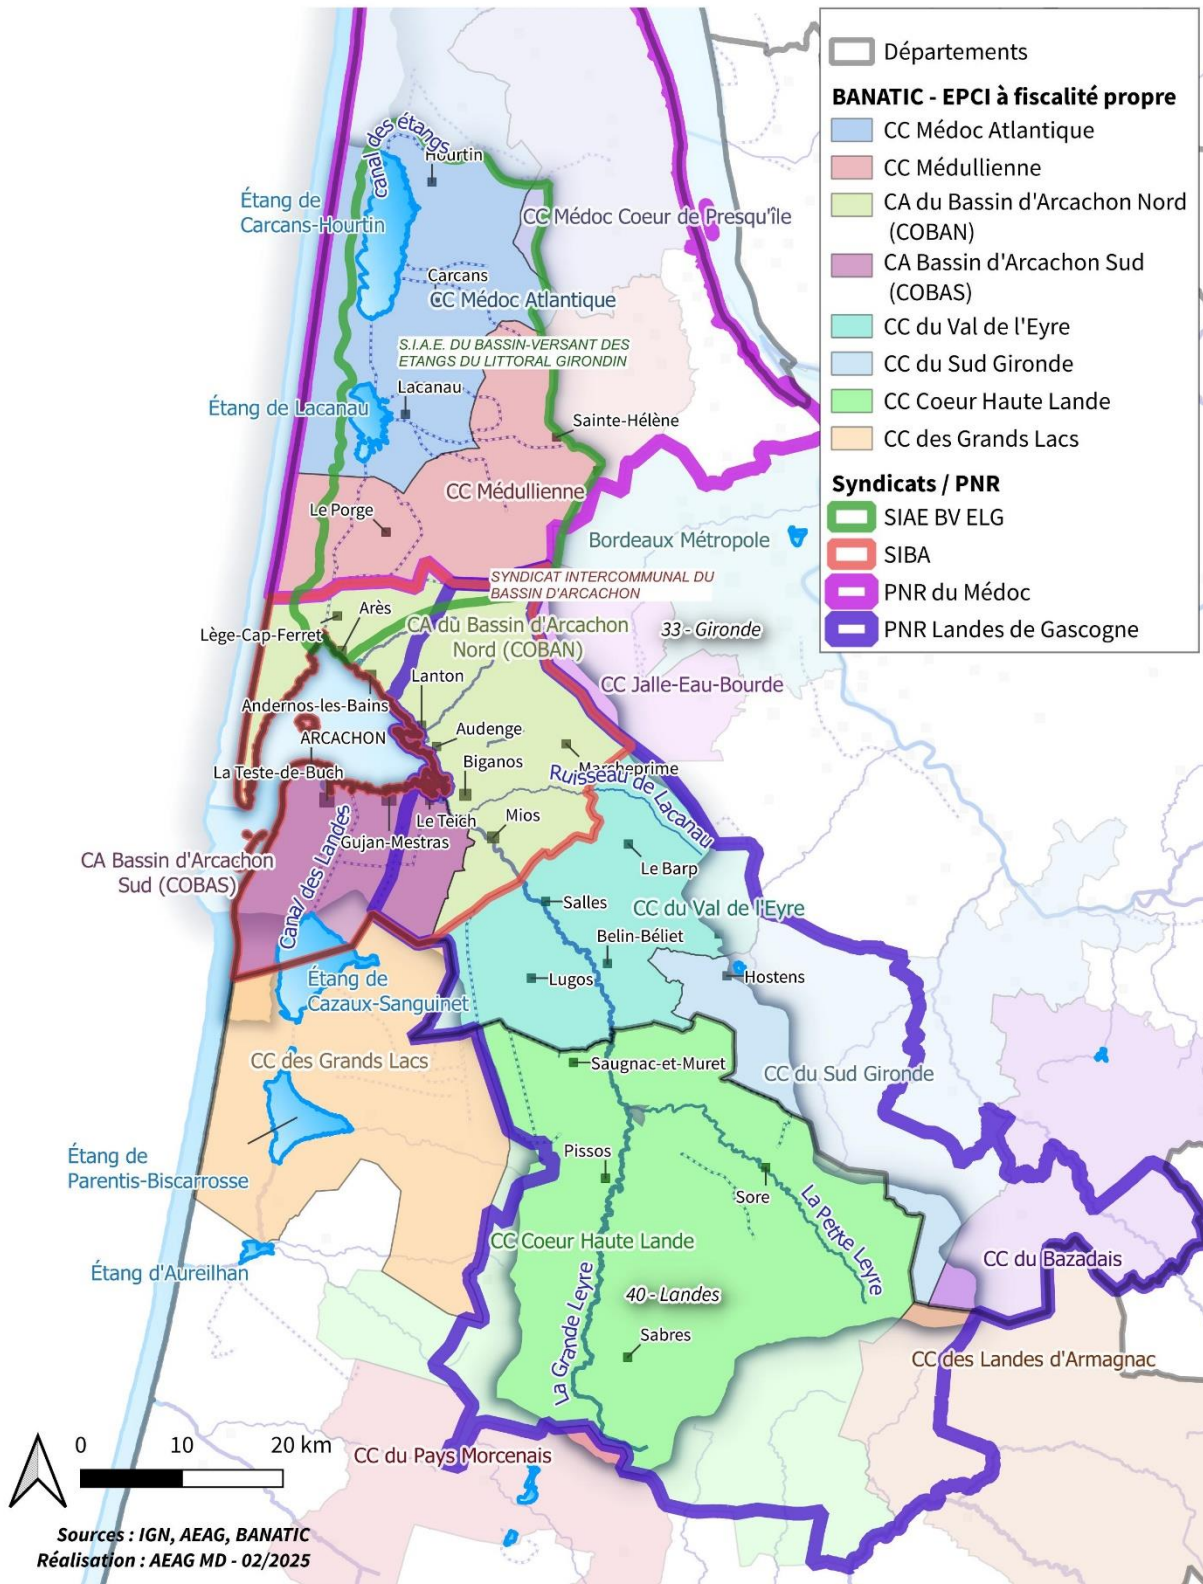 Départements
BANATIC - EPCI à fiscalité propre
CC Médoc Atlantique
CC Médullienne
CA du Bassin d'Arcachon Nord
(COBAN)
CA Bassin d'Arcachon Sud
(COBAS)
CC du Val de l'Eyre
CC du Sud Gironde
CC Coeur Haute Lande
CC des Grands Lacs
Syndicats / PNR
SIAE BV ELG
SIBA
PNR du Médoc
PNR Landes de Gascogne
canal des étangs
Hourtin
Étang de
Carcans-Hourtin
CC Médoc Coeur de Presqu'île
Carcans
CC Médoc Atlantique
S.I.A.E. DU BASSIN-VERSANT DES
ETANGS DU LITTORAL GIRONDIN
Lacanau
Étang de Lacanau
Sainte-Hélène
CC Médullienne
Le Porge
Bordeaux Métropole
SYNDICAT INTERCOMMUNAL DU
BASSIN D'ARCACHON
Arès
Lège-Cap-Ferret
CA du Bassin d'Arcachon
Nord (COBAN)
33 - Gironde
Lanton
CC Jalle-Eau-Bourde
Andernos-les-Bains
Audenge
ARCACHON
Marcheprime
Biganos
La Teste-de-Buch
Ruisseau de Lacanau
Le Teich
Mios
Gujan-Mestras
Canal des Landes
CA Bassin d'Arcachon
Sud (COBAS)
Le Barp
Salles
CC du Val de l'Eyre
Belin-Béliet
Étang de
Cazaux-Sanguinet
Lugos
Hostens
CC des Grands Lacs
Saugnac-et-Muret
CC du Sud Gironde
Étang de
Parentis-Biscarrosse
Pissos
Sore
La Petite Leyre
CC Coeur Haute Lande
Étang d'Aureilhan
CC du Bazadais
40 - Landes
La Grande Leyre
Sabres
CC des Landes d'Armagnac
CC du Pays Morcenais
0 10 20 km
Sources : IGN, AEAG, BANATIC
Réalisation : AEAG MD - 02/2025